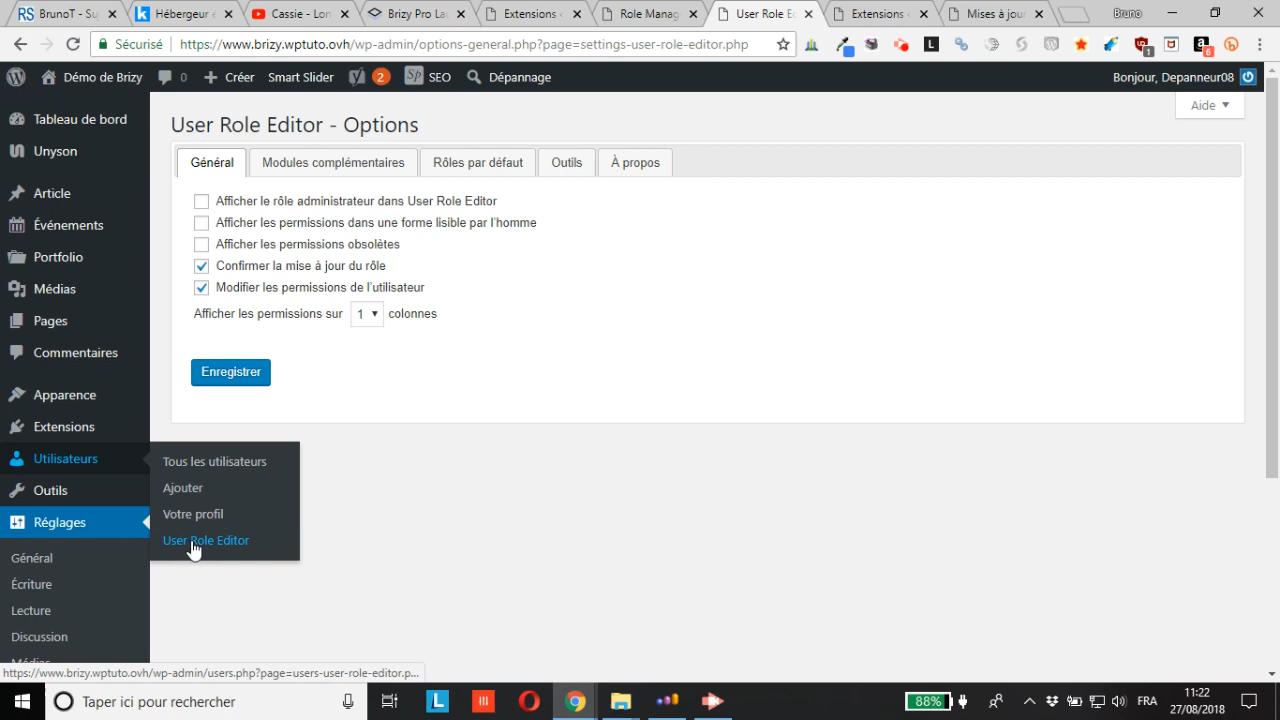 BrunoT - Su
Hébergeur e
Cassie - Lon
Brizy Pro La
Extensions ‹
Role Manag
User Role E
Extensions ‹
Mises à jour
Bruno
Sécurisé
https://www.brizy.wptuto.ovh/wp-admin/options-general.php?page=settings-user-role-editor.php
L
1
6
Démo de Brizy
0
Créer
Smart Slider
2
Sp
SEO
Dépannage
Bonjour, Depanneur08
Aide
Tableau de bord
Unyson
Article
Événements
Portfolio
Médias
Pages
Commentaires
Apparence
Extensions
Utilisateurs
Outils
Réglages
Général
Écriture
Lecture
Discussion
Médias
User Role Editor - Options
Général
Modules complémentaires
Rôles par défaut
Outils
À propos
Afficher le rôle administrateur dans User Role Editor
Afficher les permissions dans une forme lisible par l'homme
Afficher les permissions obsolètes
Confirmer la mise à jour du rôle
Modifier les permissions de l'utilisateur
Afficher les permissions sur 1 colonnes
Enregistrer
Tous les utilisateurs
Ajouter
Votre profil
User Role Editor
https://www.brizy.wptuto.ovh/wp-admin/users.php?page=users-user-role-editor.p...
Taper ici pour rechercher
L
88%
FRA
11:22
27/08/2018